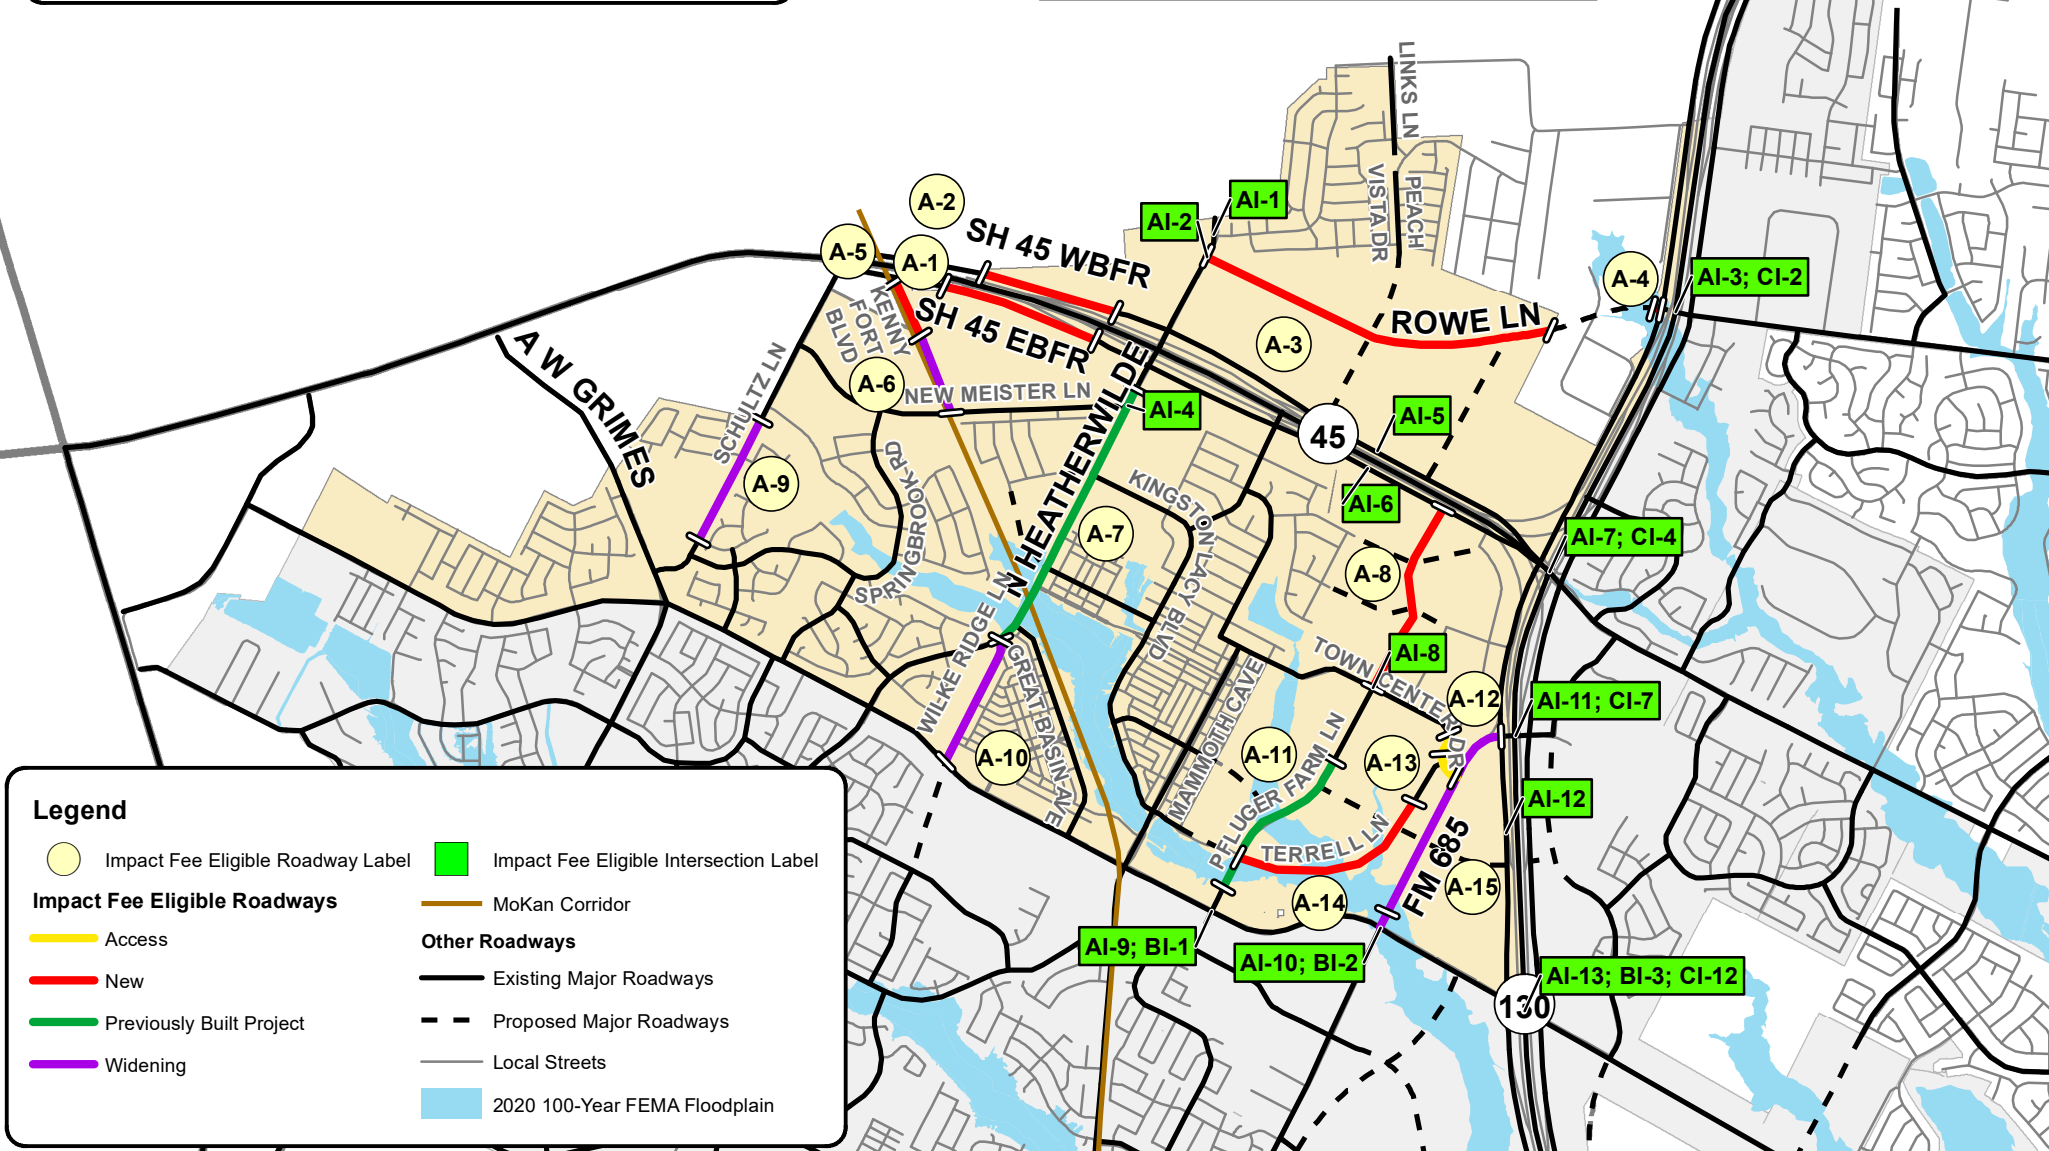 LINKS LN
VISTA DR
PEACH
A-2
AI-1
AI-2
SH 45 WBFR
A-5
A-1
A-4
AI-3; CI-2
KENNY
FORT
BLVD
SH 45 EBFR
ROWE LN
A-3
A W GRIMES
SCHULTZ LN
A-6
NEW MEISTER LN
N HEATHERWILDE
AI-4
AI-5
45
A-9
SPRINGBROOK RD
KINGSTON LACY BLVD
AI-6
A-7
AI-7; CI-4
A-8
WILKE RIDGE LN
GREAT BASIN AVE
TOWN CENTER DR
AI-8
MAMMOTH CAVE
A-12
AI-11; CI-7
A-10
A-11
PFLUGER FARM LN
A-13
AI-12
TERRELL LN
FM 685
A-14
A-15
AI-9; BI-1
AI-10; BI-2
AI-13; BI-3; CI-12
130
Legend
Impact Fee Eligible Roadway Label
Impact Fee Eligible Intersection Label
Impact Fee Eligible Roadways
Access
New
Previously Built Project
Widening
MoKan Corridor
Other Roadways
Existing Major Roadways
Proposed Major Roadways
Local Streets
2020 100-Year FEMA Floodplain